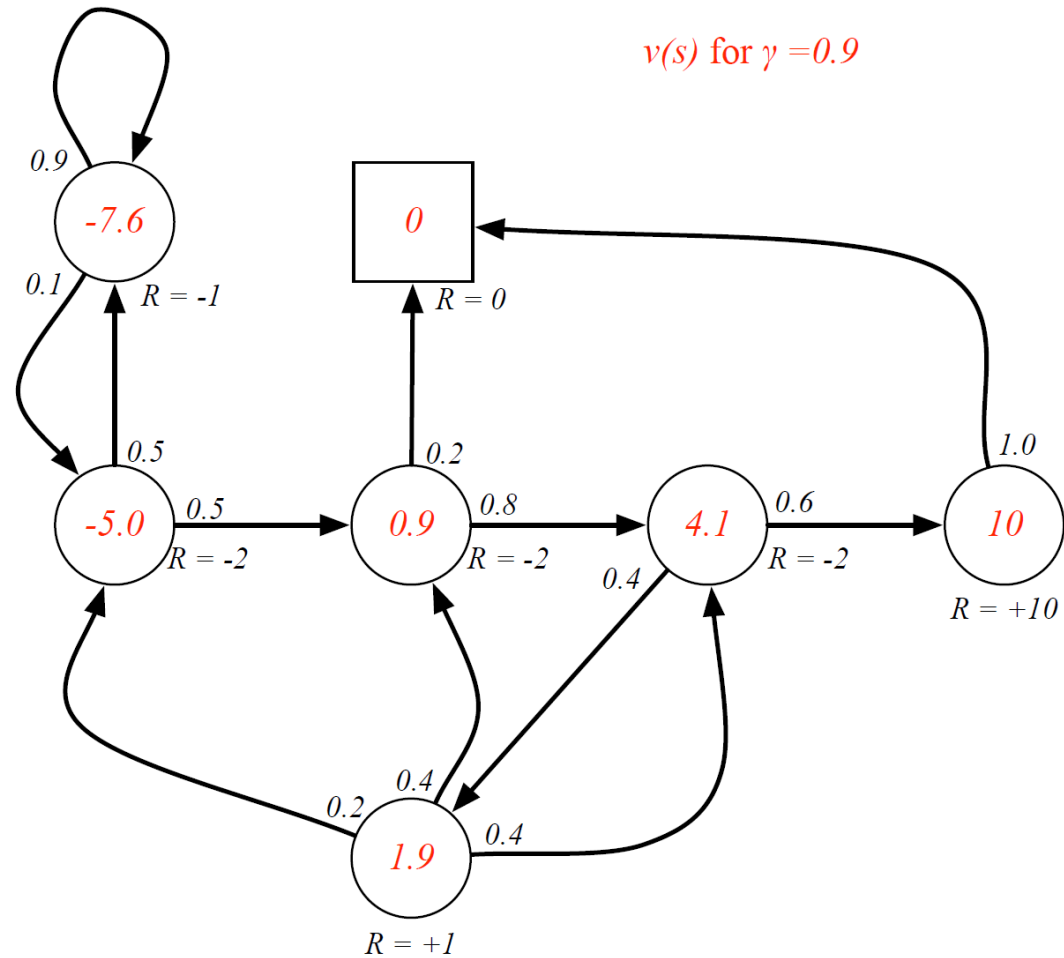 v(s) for γ =0.9
0.9
-7.6
0
0.1
R = -1
R = 0
0.5
0.2
1.0
-5.0
0.5
0.9
0.8
4.1
0.6
10
R = -2
R = -2
0.4
R = -2
R = +10
0.2
0.4
1.9
0.4
R = +1